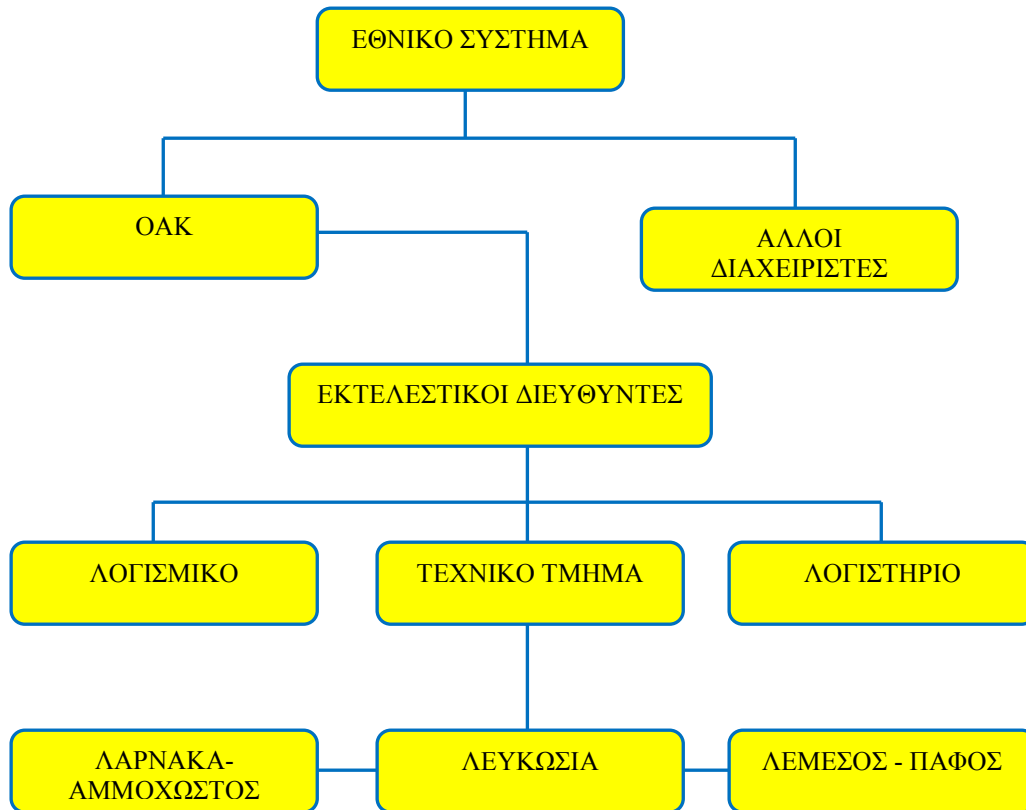 ΕΘΝΙΚΟ ΣΥΣΤΗΜΑ
ΟΑΚ
ΑΛΛΟΙ
ΔΙΑΧΕΙΡΙΣΤΕΣ
ΕΚΤΕΛΕΣΤΙΚΟΙ ΔΙΕΥΘΥΝΤΕΣ
ΛΟΓΙΣΜΙΚΟ
ΤΕΧΝΙΚΟ ΤΜΗΜΑ
ΛΟΓΙΣΤΗΡΙΟ
ΛΑΡΝΑΚΑ-
ΑΜΜΟΧΩΣΤΟΣ
ΛΕΥΚΩΣΙΑ
ΛΕΜΕΣΟΣ - ΠΑΦΟΣ